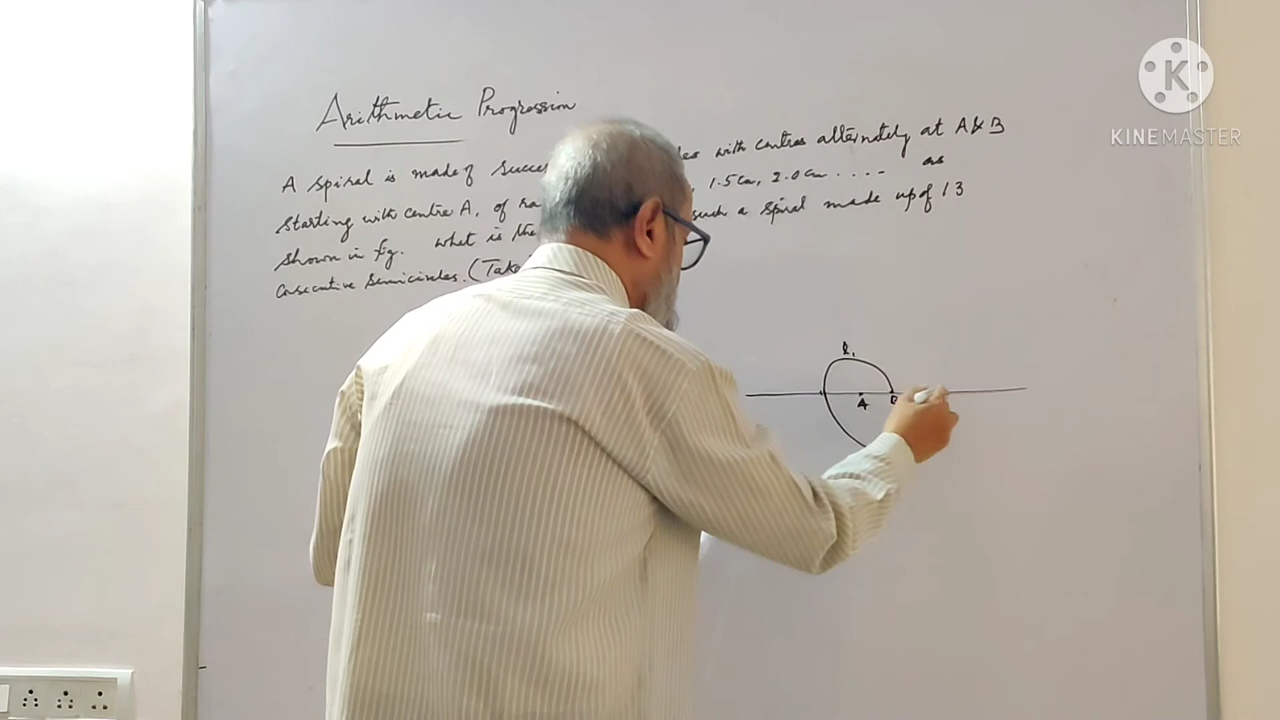 Arithmetic Progression
A spiral is made of succes with centres alternately at A & B
Starting with centre A, of ra 1.5 cm, 2.0 cm .... as
Shown in fig. what is the such a spiral made up of 13
Consecutive Semicircles. (Take
l1
A B
K
KINEMASTER